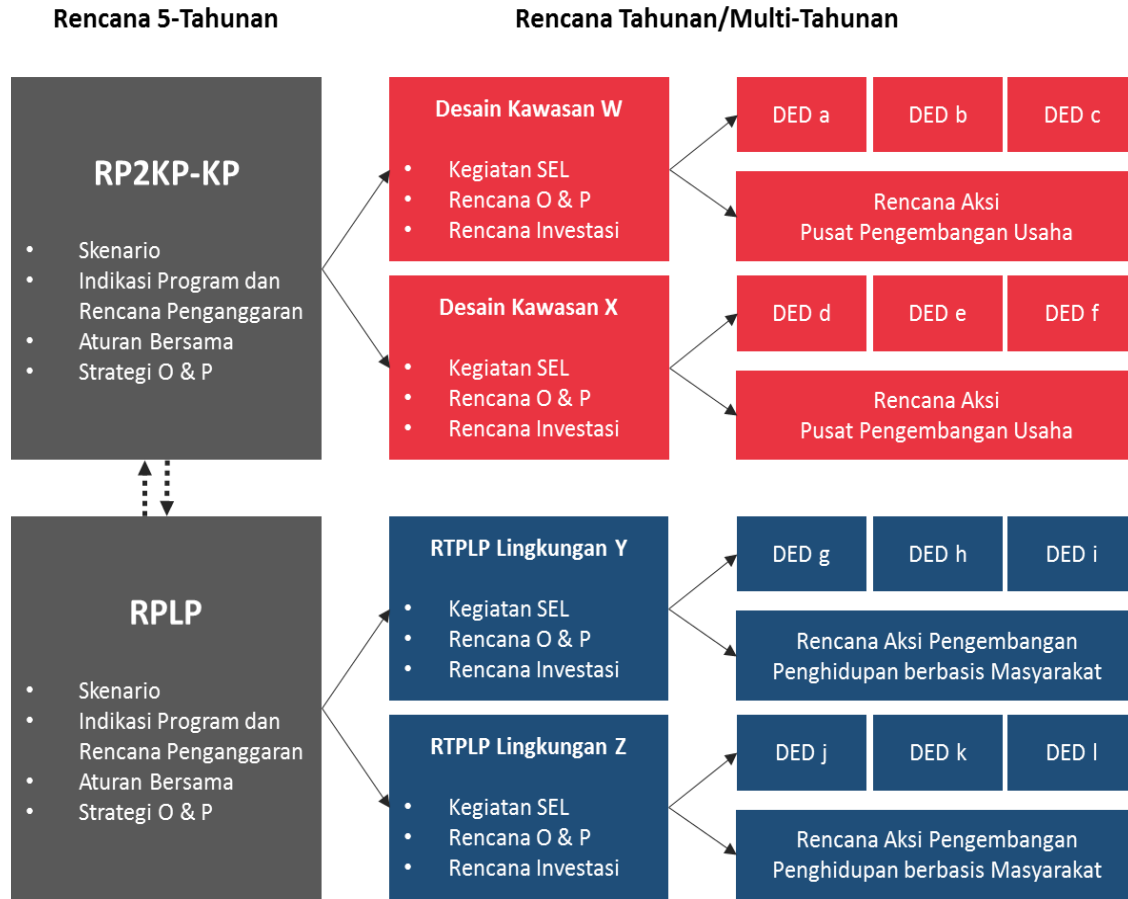 Rencana 5-Tahunan
Rencana Tahunan/Multi-Tahunan
RP2KP-KP
• Skenario
• Indikasi Program dan
Rencana Penganggaran
• Aturan Bersama
• Strategi O & P
Desain Kawasan W
• Kegiatan SEL
• Rencana O & P
• Rencana Investasi
DED a
DED b
DED c
Rencana Aksi
Pusat Pengembangan Usaha
Desain Kawasan X
• Kegiatan SEL
• Rencana O & P
• Rencana Investasi
DED d
DED e
DED f
Rencana Aksi
Pusat Pengembangan Usaha
RPLP
• Skenario
• Indikasi Program dan
Rencana Penganggaran
• Aturan Bersama
• Strategi O & P
RTPLP Lingkungan Y
• Kegiatan SEL
• Rencana O & P
• Rencana Investasi
DED g
DED h
DED i
Rencana Aksi Pengembangan
Penghidupan berbasis Masyarakat
RTPLP Lingkungan Z
• Kegiatan SEL
• Rencana O & P
• Rencana Investasi
DED j
DED k
DED l
Rencana Aksi Pengembangan
Penghidupan berbasis Masyarakat